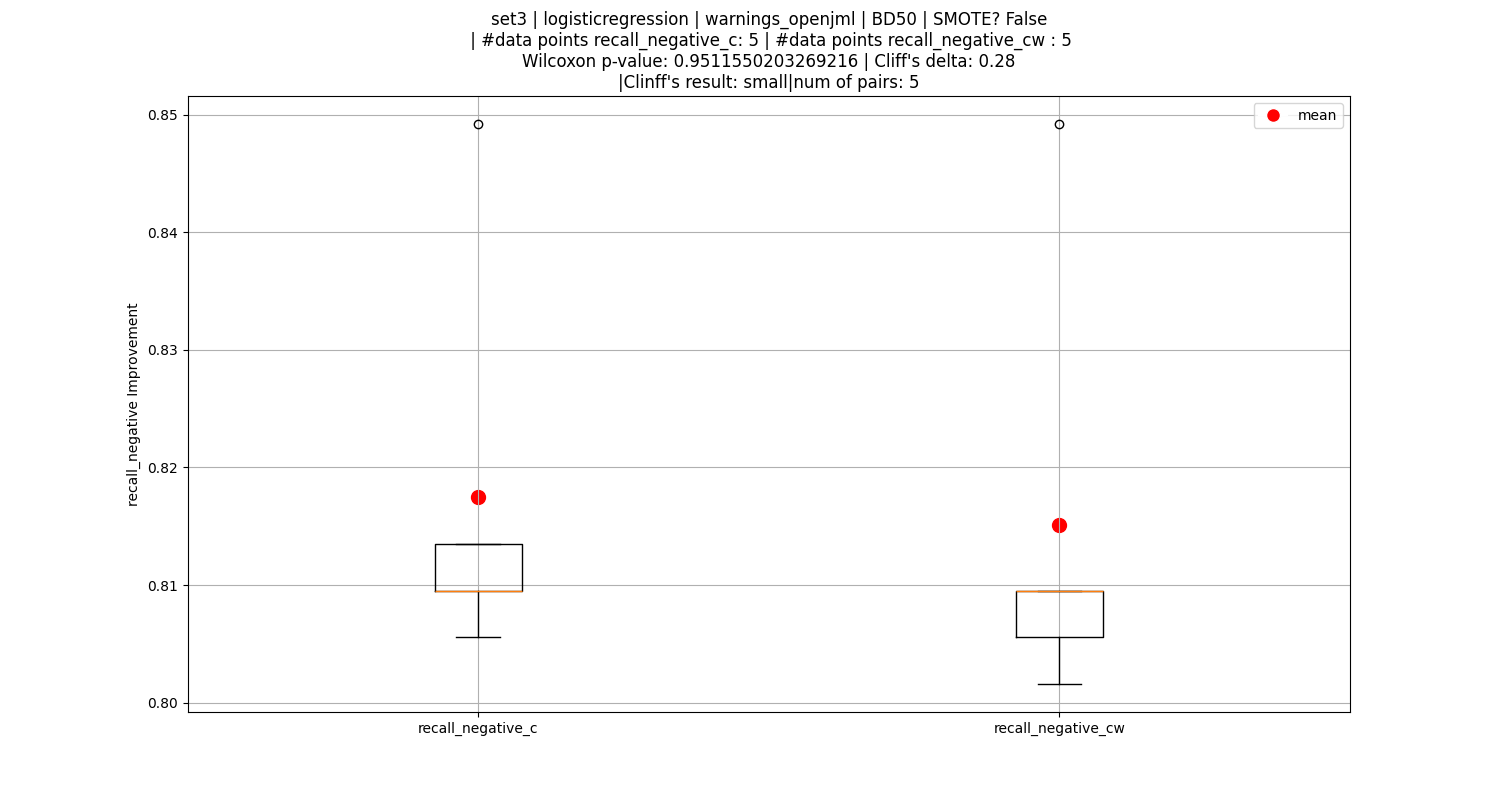 set3 | logisticregression | warnings_openjml | BD50 | SMOTE? False
| #data points recall_negative_c: 5 | #data points recall_negative_cw : 5
Wilcoxon p-value: 0.9511550203269216 | Cliff's delta: 0.28
|Clinff's result: small|num of pairs: 5
mean
0.85
0.84
0.83
0.82
0.81
0.80
recall_negative Improvement
recall_negative_c
recall_negative_cw